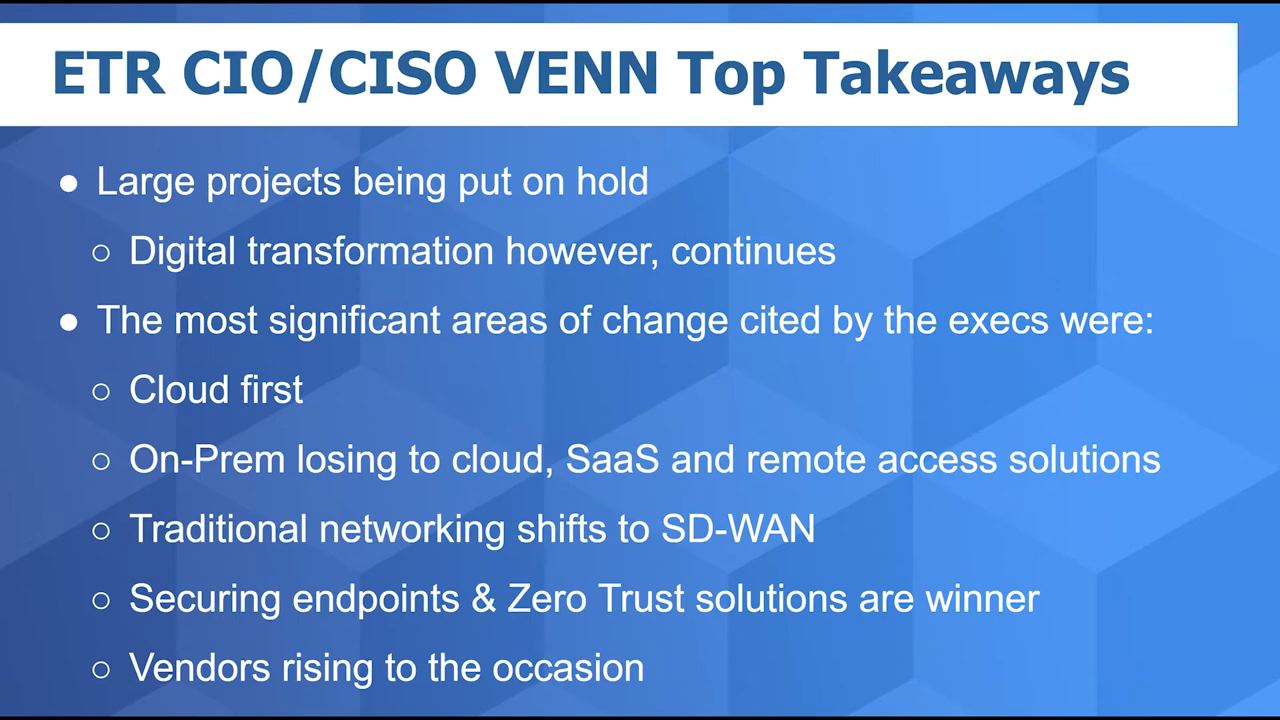 ETR CIO/CISO VENN Top Takeaways
● Large projects being put on hold
○ Digital transformation however, continues
● The most significant areas of change cited by the execs were:
○ Cloud first
○ On-Prem losing to cloud, SaaS and remote access solutions
○ Traditional networking shifts to SD-WAN
○ Securing endpoints & Zero Trust solutions are winner
○ Vendors rising to the occasion